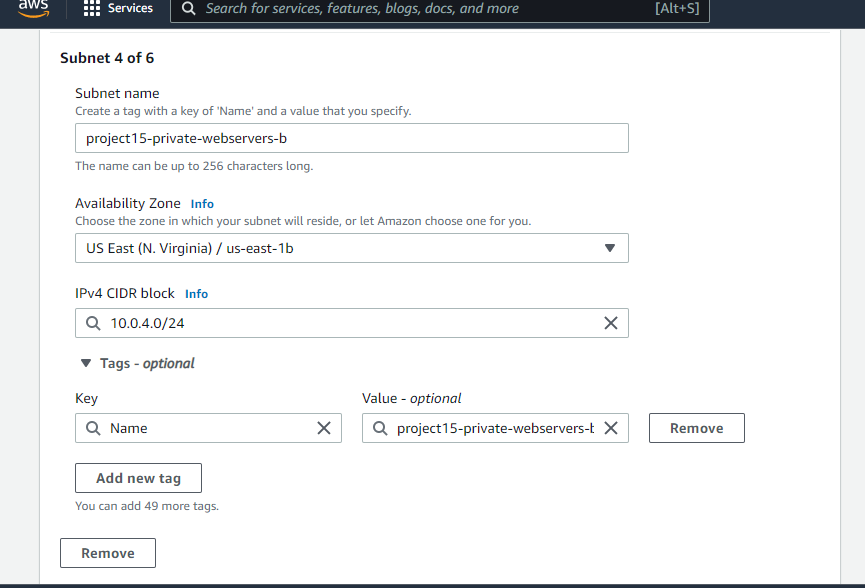 aws Services Search for services, features, blogs, docs, and more [Alt+S]
Subnet 4 of 6
Subnet name
Create a tag with a key of 'Name' and a value that you specify.
project15-private-webservers-b
The name can be up to 256 characters long.
Availability Zone Info
Choose the zone in which your subnet will reside, or let Amazon choose one for you.
US East (N. Virginia) / us-east-1b
IPv4 CIDR block Info
10.0.4.0/24
Tags - optional
Key Value - optional
Name project15-private-webservers-b Remove
Add new tag
You can add 49 more tags.
Remove